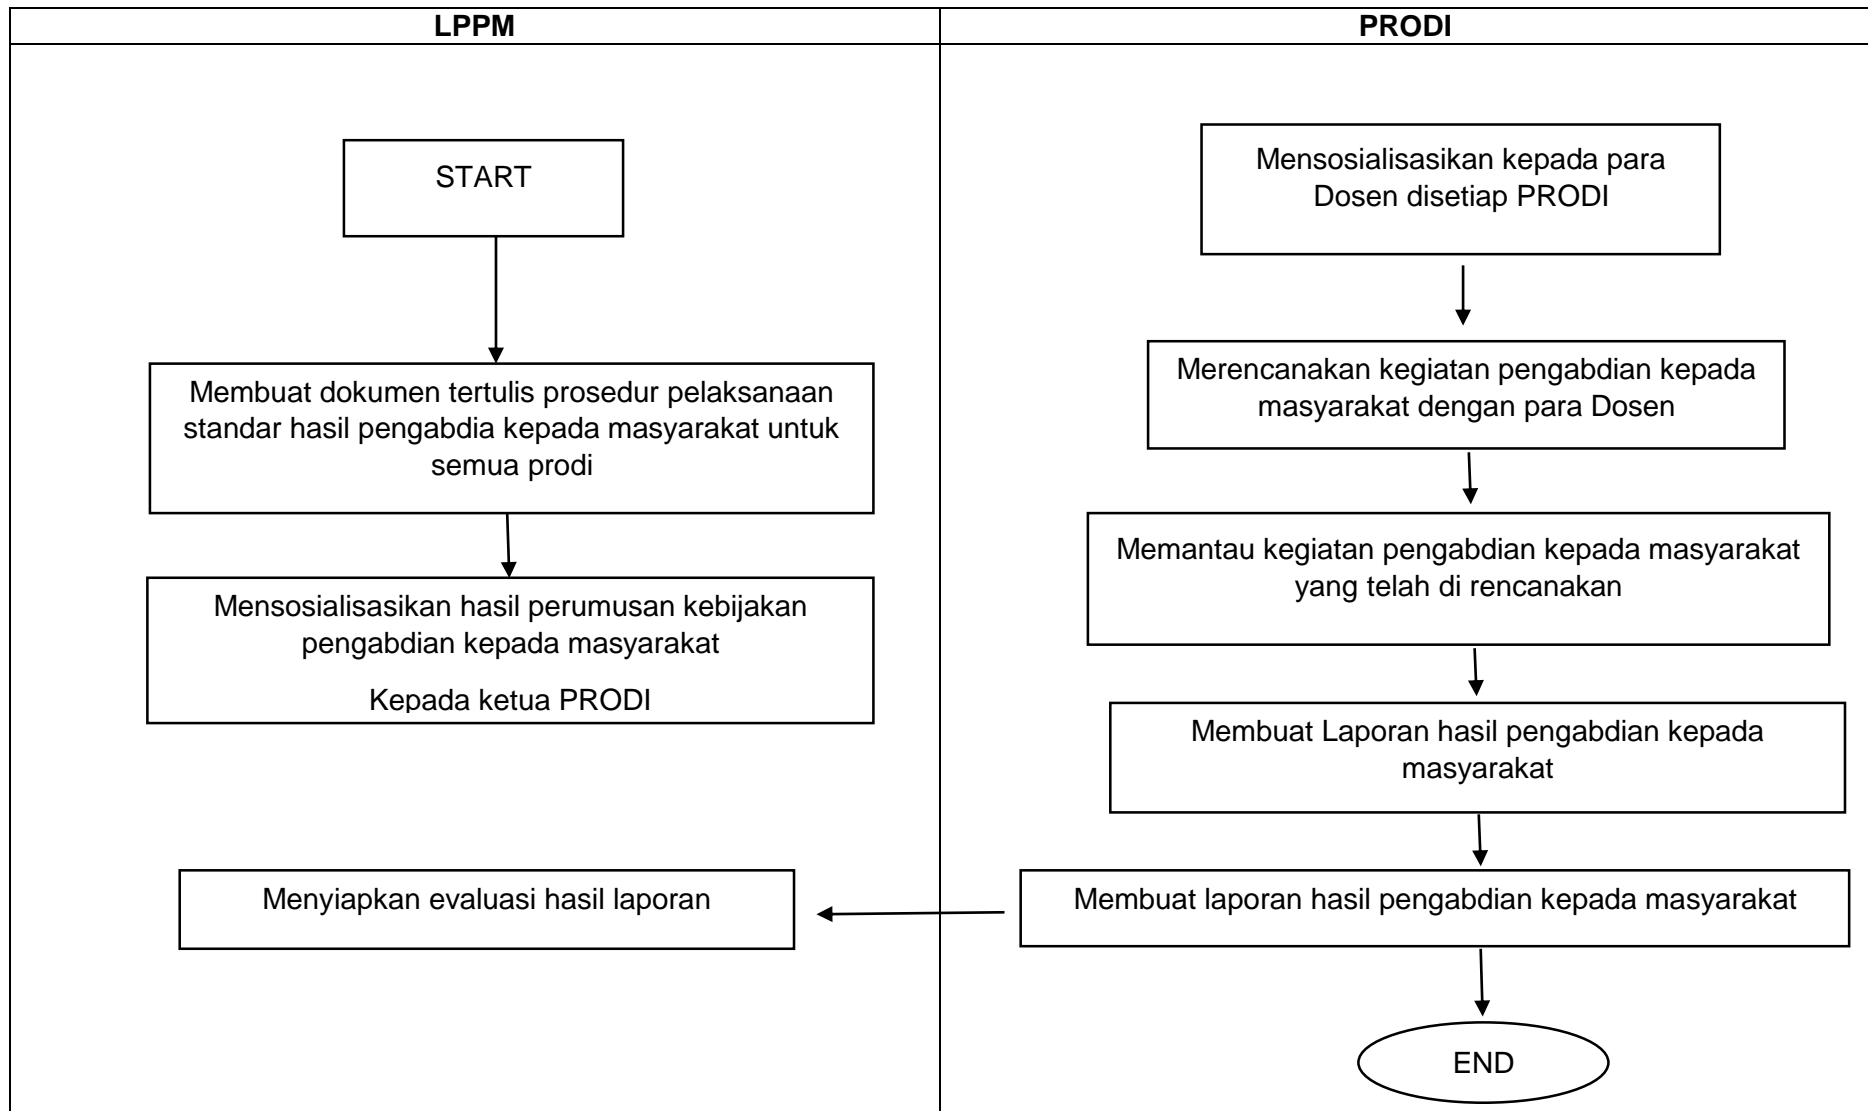 LPPM
PRODI
START
Membuat dokumen tertulis prosedur pelaksanaan
standar hasil pengabdia kepada masyarakat untuk
semua prodi
Mensosialisasikan hasil perumusan kebijakan
pengabdian kepada masyarakat
Kepada ketua PRODI
Menyiapkan evaluasi hasil laporan
Mensosialisasikan kepada para
Dosen disetiap PRODI
Merencanakan kegiatan pengabdian kepada
masyarakat dengan para Dosen
Memantau kegiatan pengabdian kepada masyarakat
yang telah di rencanakan
Membuat Laporan hasil pengabdian kepada
masyarakat
Membuat laporan hasil pengabdian kepada masyarakat
END